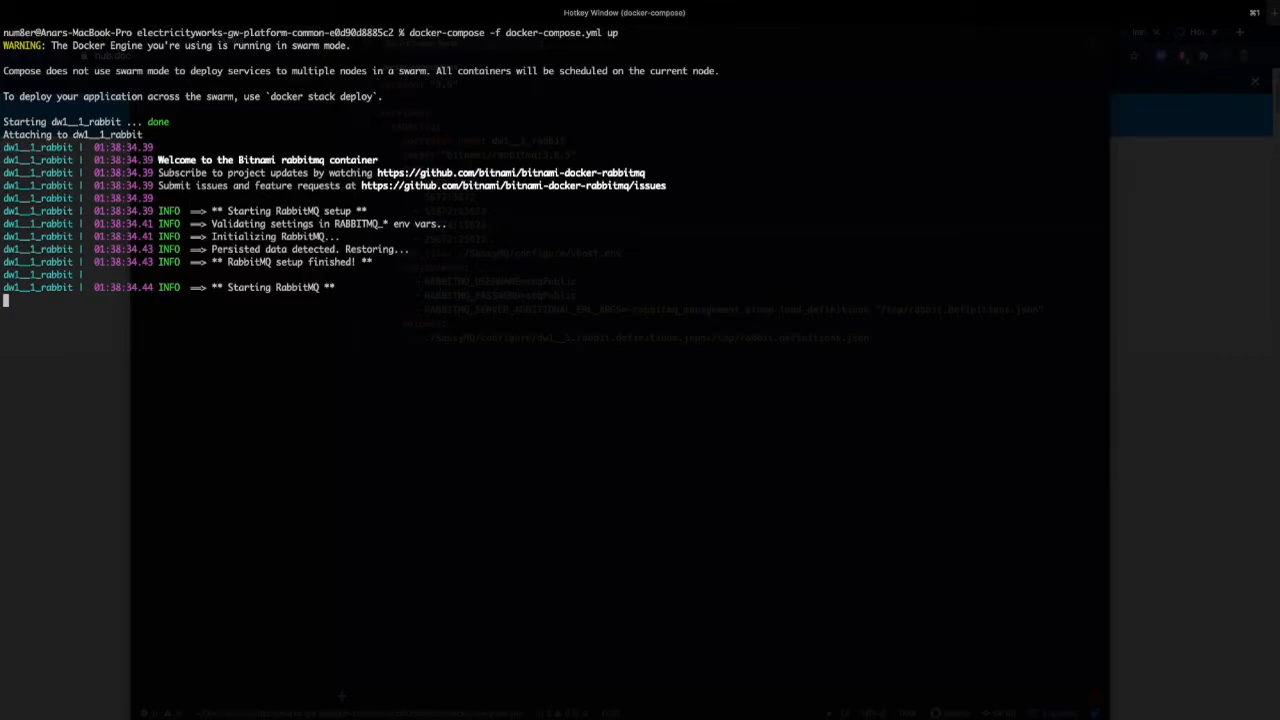 Hotkey Window (docker-compose)
⌘1
num8er@Anars-MacBook-Pro electricityworks-gw-platform-common-e0d90d8885c2 % docker-compose -f docker-compose.yml up
WARNING: The Docker Engine you're using is running in swarm mode.
Compose does not use swarm mode to deploy services to multiple nodes in a swarm. All containers will be scheduled on the current node.
To deploy your application across the swarm, use `docker stack deploy`.
Starting dw1__1_rabbit ... done
Attaching to dw1__1_rabbit
dw1__1_rabbit | 01:38:34.39
dw1__1_rabbit | 01:38:34.39 Welcome to the Bitnami rabbitmq container
dw1__1_rabbit | 01:38:34.39 Subscribe to project updates by watching https://github.com/bitnami/bitnami-docker-rabbitmq
dw1__1_rabbit | 01:38:34.39 Submit issues and feature requests at https://github.com/bitnami/bitnami-docker-rabbitmq/issues
dw1__1_rabbit | 01:38:34.39
dw1__1_rabbit | 01:38:34.39 INFO ==> ** Starting RabbitMQ setup **
dw1__1_rabbit | 01:38:34.41 INFO ==> Validating settings in RABBITMQ_* env vars..
dw1__1_rabbit | 01:38:34.41 INFO ==> Initializing RabbitMQ...
dw1__1_rabbit | 01:38:34.43 INFO ==> Persisted data detected. Restoring...
dw1__1_rabbit | 01:38:34.43 INFO ==> ** RabbitMQ setup finished! **
dw1__1_rabbit |
dw1__1_rabbit | 01:38:34.44 INFO ==> ** Starting RabbitMQ **